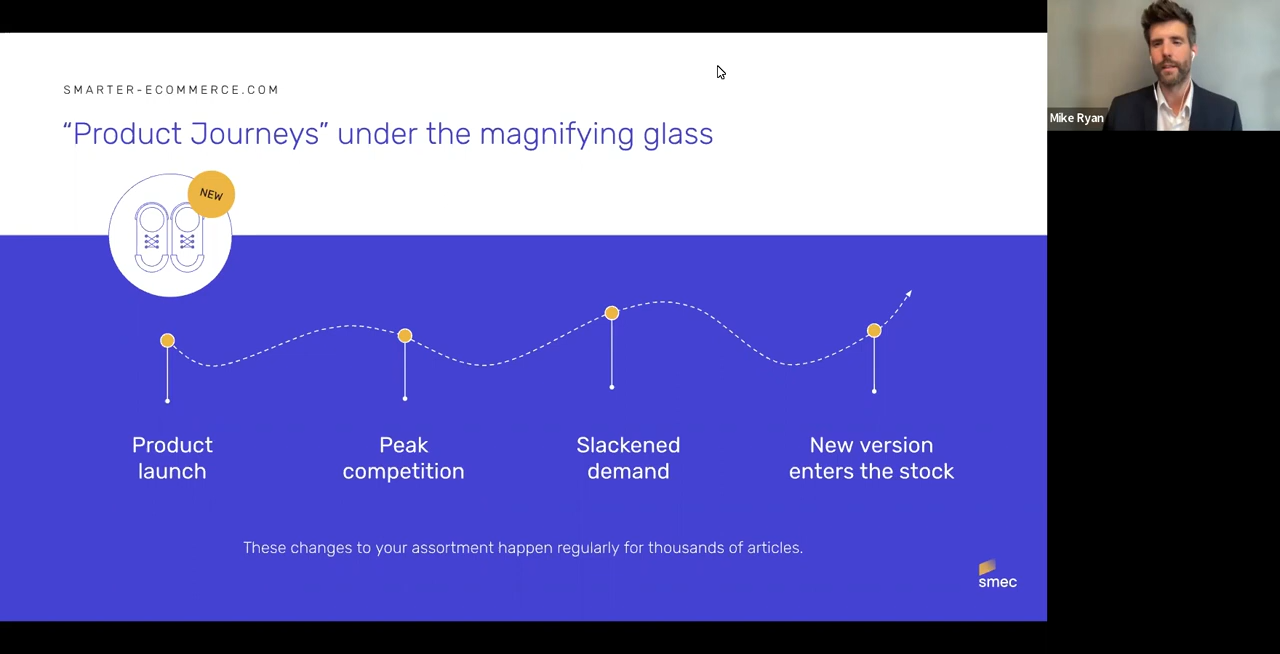 SMARTER-ECOMMERCE.COM
“Product Journeys” under the magnifying glass
NEW
Product
launch
Peak
competition
Slackened
demand
New version
enters the stock
These changes to your assortment happen regularly for thousands of articles.
smec
Mike Ryan